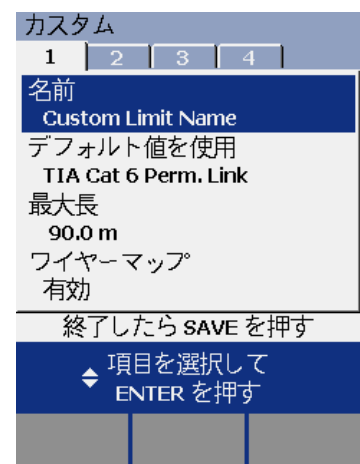 カスタム
1 2 3 4
名前
Custom Limit Name
デフォルト値を使用
TIA Cat 6 Perm. Link
最大長
90.0 m
ワイヤーマップ
有効
終了したら SAVE を押す
項目を選択して
ENTER を押す